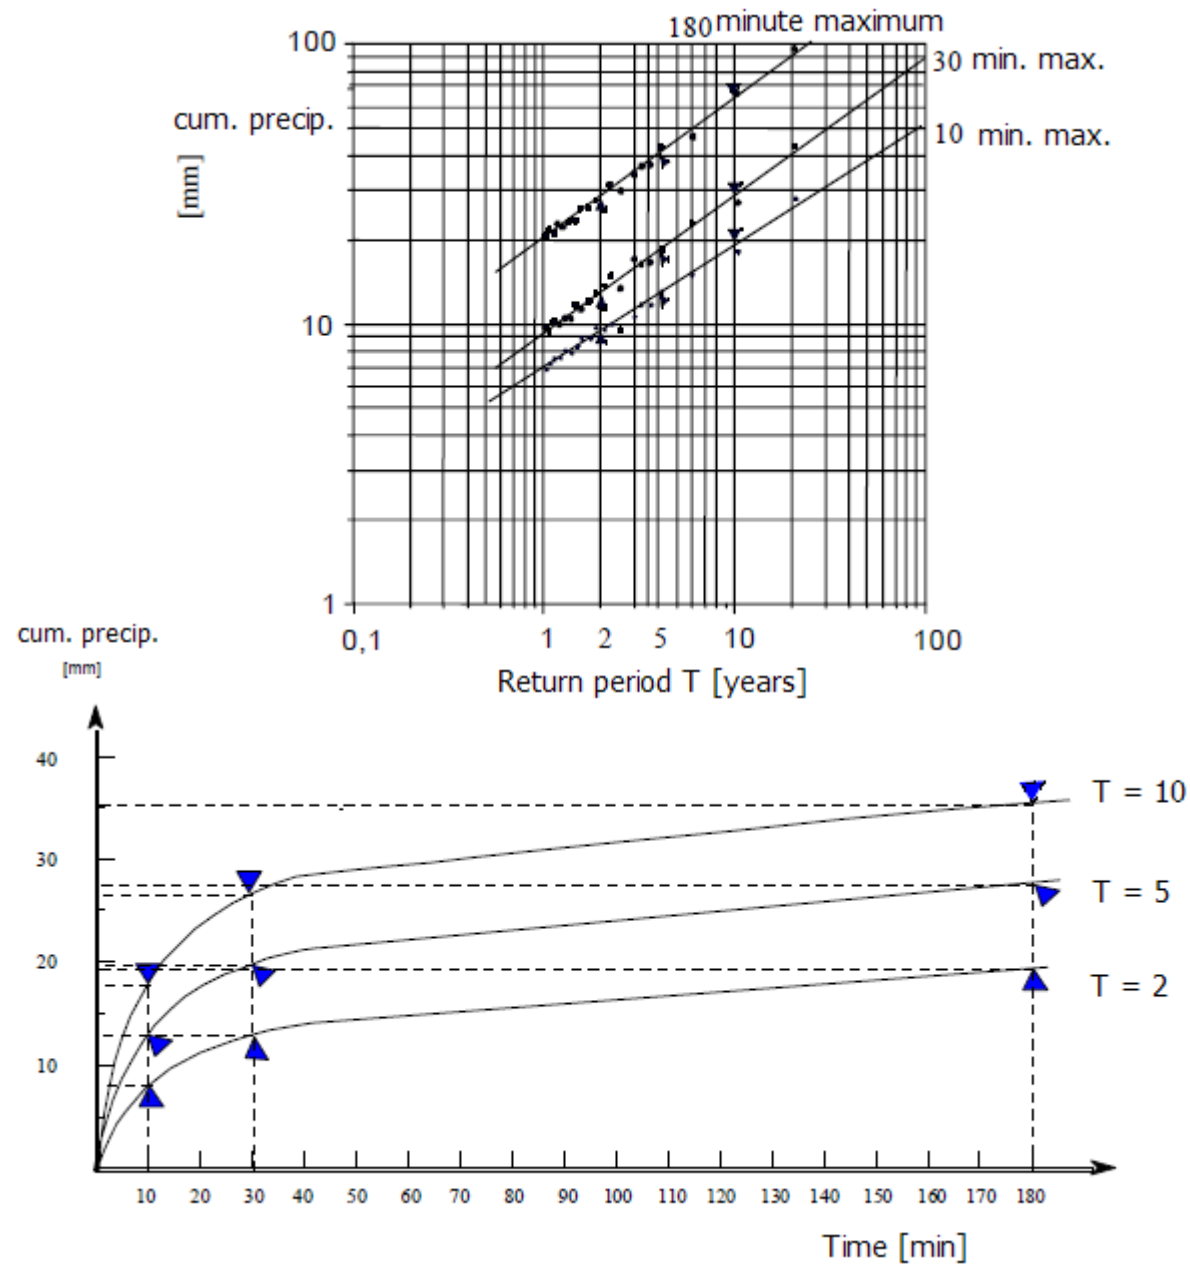 180 minute maximum
100
30 min. max.
cum. precip.
10 min. max.
[mm]
10
1
0,1 1 2 5 10 100
Return period T [years]
cum. precip.
[mm]
40
T = 10
30
T = 5
20
T = 2
10
10 20 30 40 50 60 70 80 90 100 110 120 130 140 150 160 170 180
Time [min]